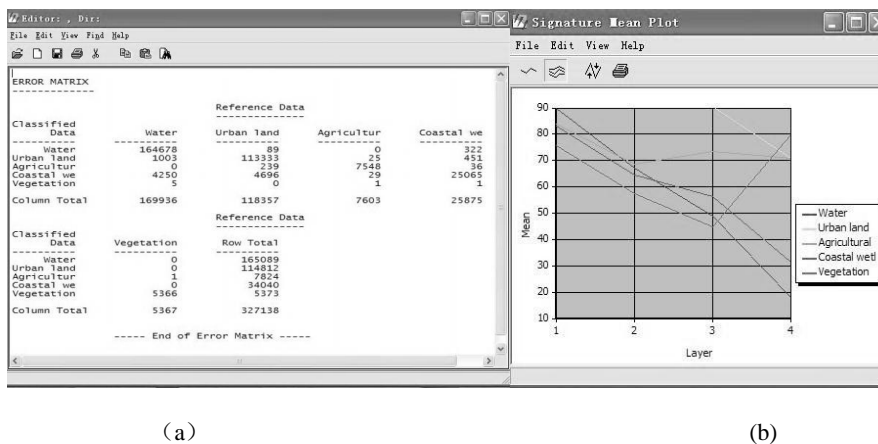 Editor: , Dir:
File Edit View Find Help
ERROR MATRIX
-------------
Reference Data
--------------
Classified
Data Water Urban land Agricultur Coastal we
---------- ---------- ---------- ---------- ----------
Water 164678 89 0 322
Urban land 1003 113333 25 451
Agricultur 0 239 7548 36
Coastal we 4250 4696 29 25065
Vegetation 5 0 1 1
Column Total 169936 118357 7603 25875
Reference Data
--------------
Classified
Data Vegetation Row Total
---------- ---------- ----------
Water 0 165089
Urban land 0 114812
Agricultur 1 7824
Coastal we 0 34040
Vegetation 5366 5373
Column Total 5367 327138
----- End of Error Matrix -----
(a)
Signature Mean Plot
File Edit View Help
90
80
70
60
50
40
30
20
10
Mean
1 2 3 4
Layer
Water
Urban land
Agricultural
Coastal wetl
Vegetation
(b)